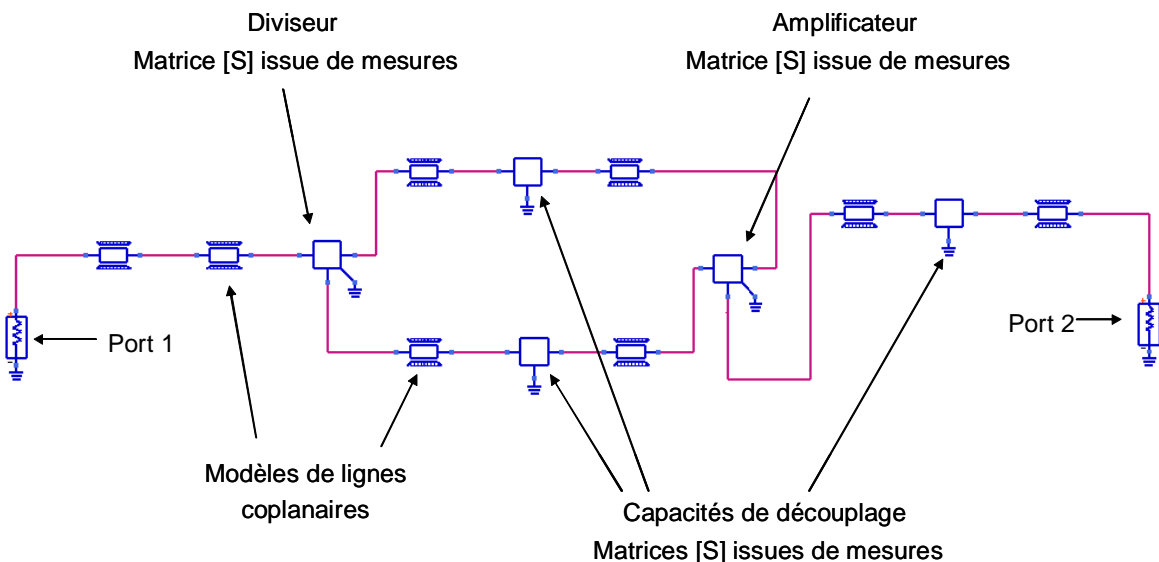 Diviseur
Matrice [S] issue de mesures
Amplificateur
Matrice [S] issue de mesures
Port 1
Port 2
Modèles de lignes
coplanaires
Capacités de découplage
Matrices [S] issues de mesures